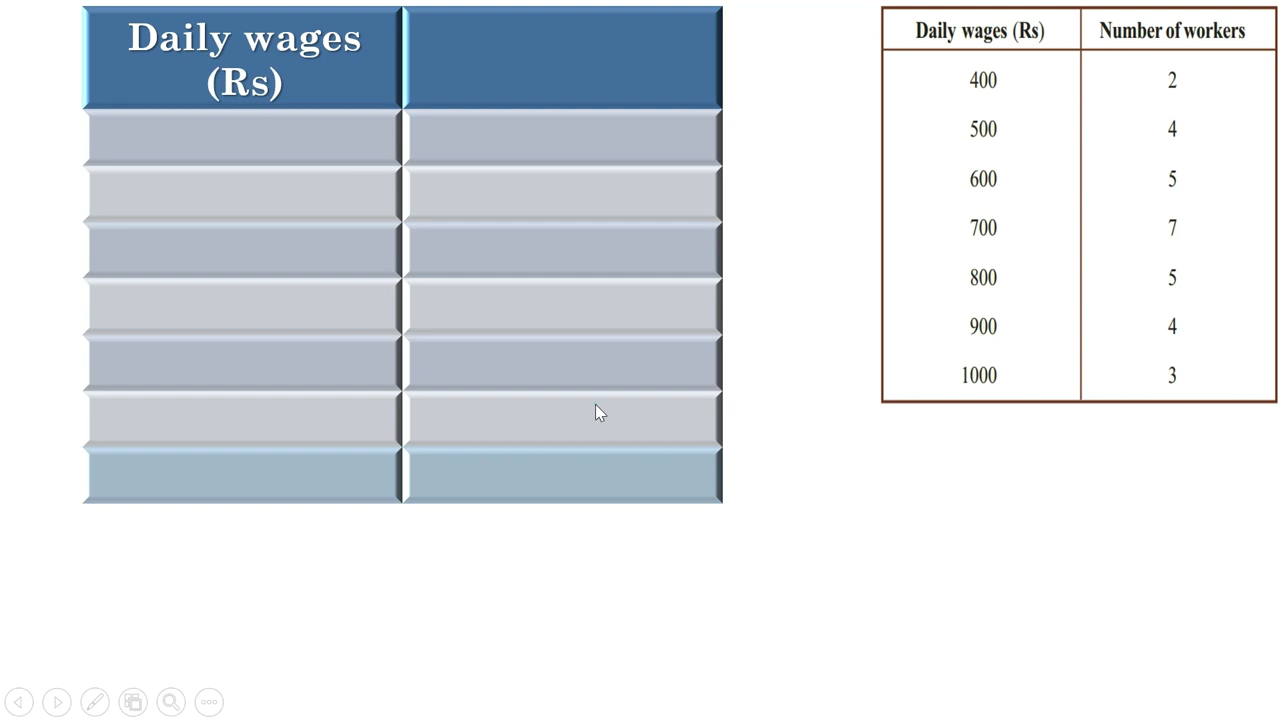 Daily wages
(Rs)
Daily wages (Rs) Number of workers
400 2
500 4
600 5
700 7
800 5
900 4
1000 3